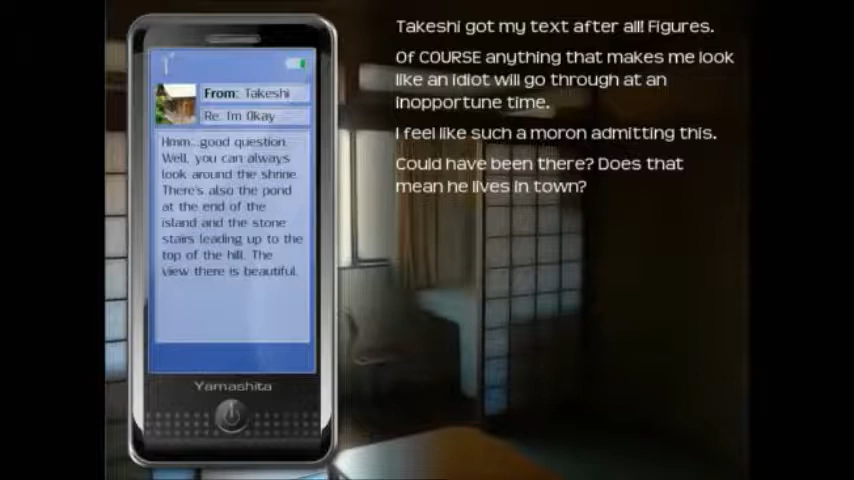 Takeshi got my text after all! Figures.
Of COURSE anything that makes me look
like an idiot will go through at an
inopportune time.
I feel like such a moron admitting this.
Could have been there? Does that
mean he lives in town?
From: Takeshi
Re: I'm Okay
Hmm...good question.
Well, you can always
look around the shrine.
There's also the pond
at the end of the
island and the stone
stairs leading up to the
top of the hill. The
view there is beautiful.
Yamashita